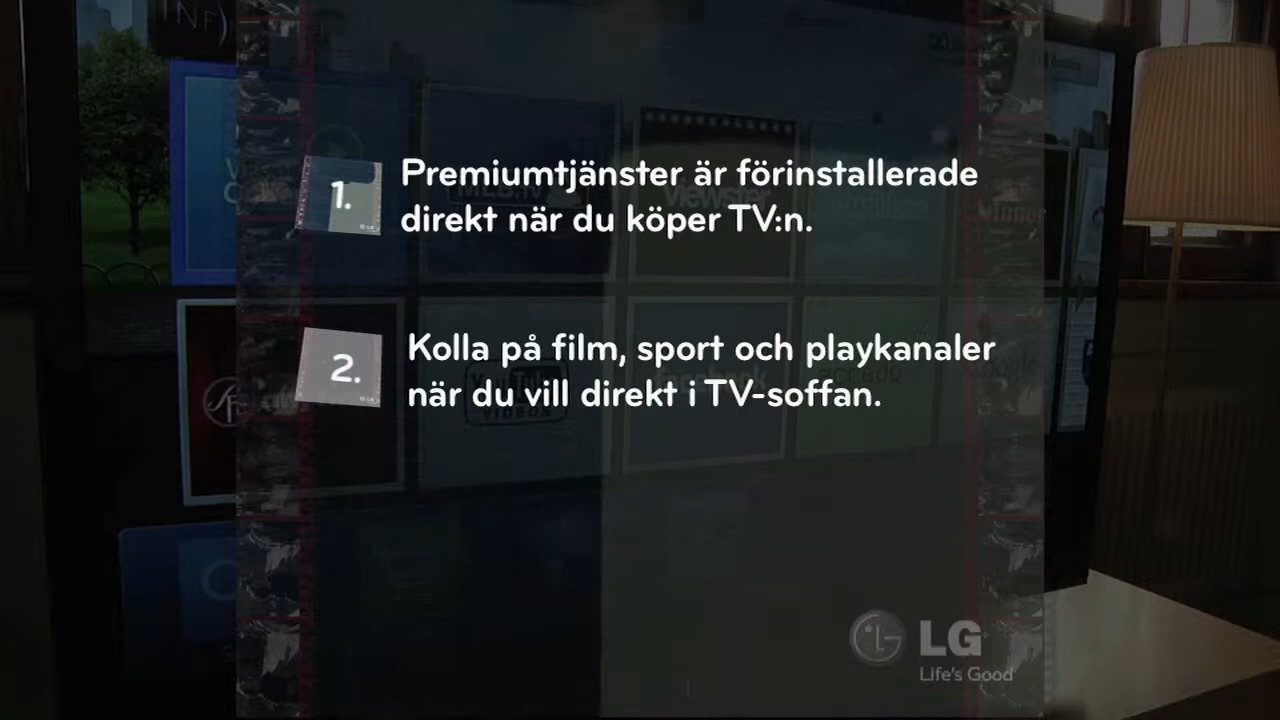 1.
Premiumtjänster är förinstallerade
direkt när du köper TV:n.
2.
Kolla på film, sport och playkanaler
när du vill direkt i TV-soffan.
LG
Life's Good